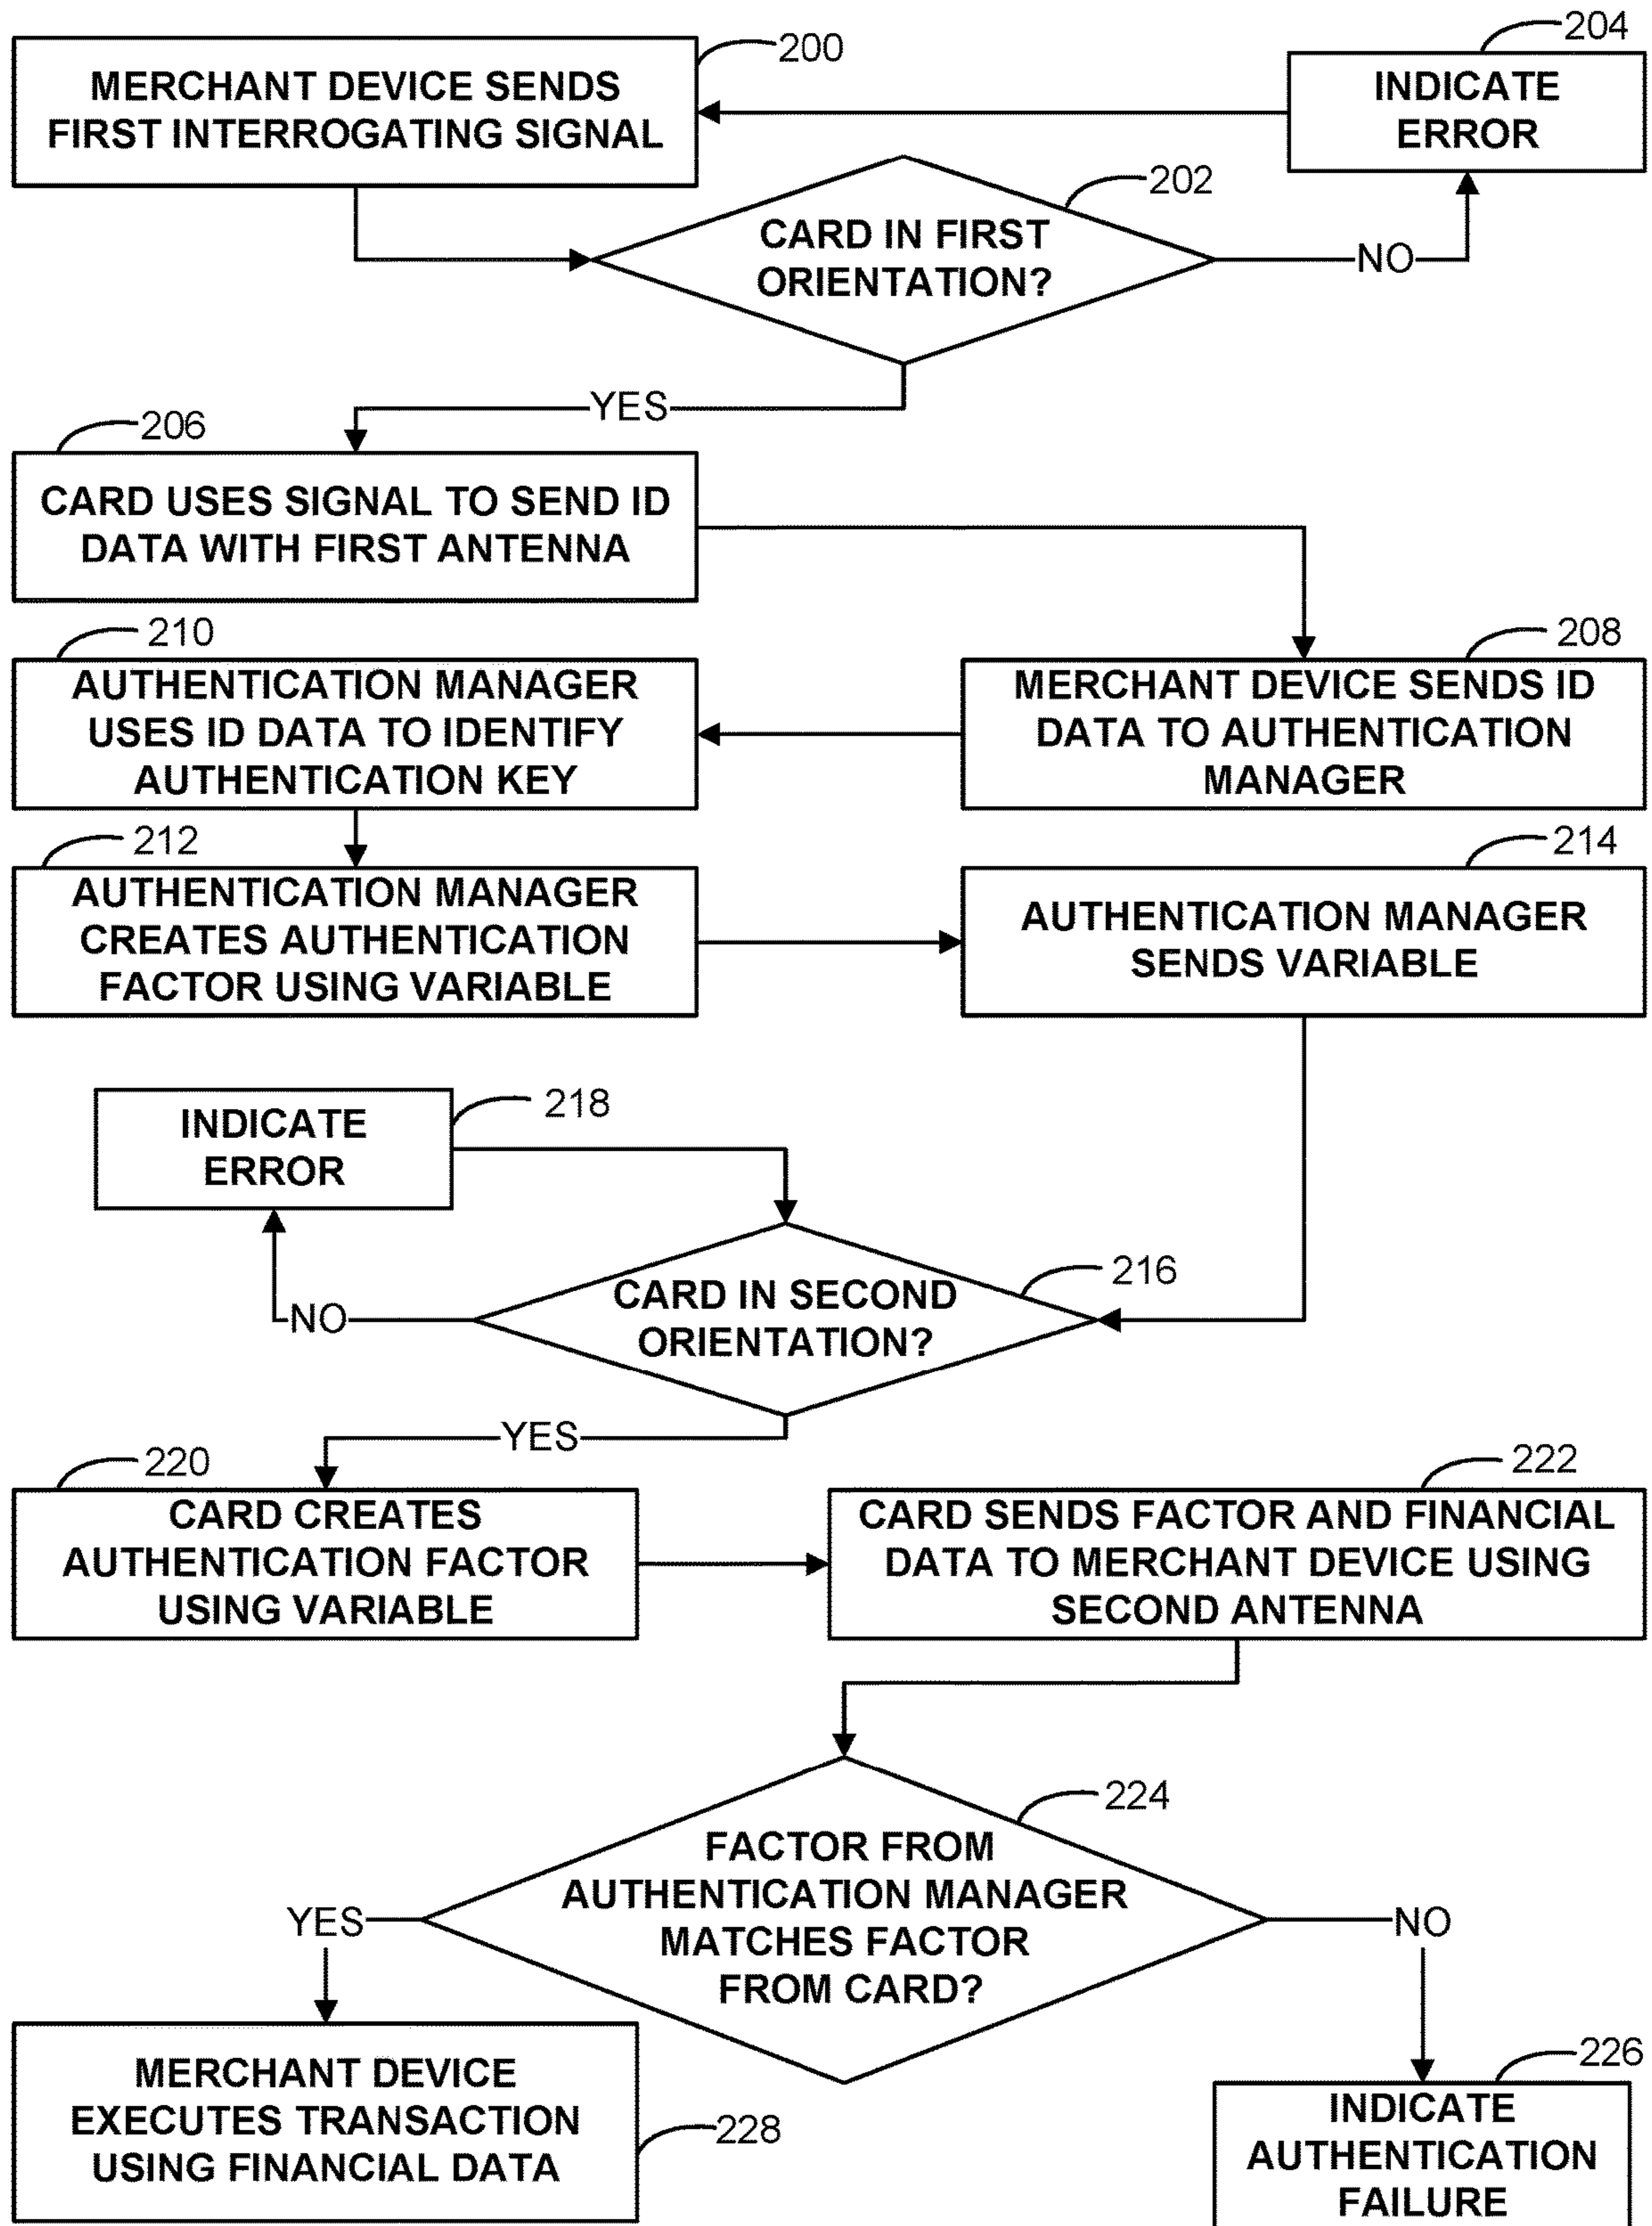 200
MERCHANT DEVICE SENDS
FIRST INTERROGATING SIGNAL
204
INDICATE
ERROR
202
CARD IN FIRST
ORIENTATION?
NO
YES
206
CARD USES SIGNAL TO SEND ID
DATA WITH FIRST ANTENNA
208
MERCHANT DEVICE SENDS ID
DATA TO AUTHENTICATION
MANAGER
210
AUTHENTICATION MANAGER
USES ID DATA TO IDENTIFY
AUTHENTICATION KEY
212
AUTHENTICATION MANAGER
CREATES AUTHENTICATION
FACTOR USING VARIABLE
214
AUTHENTICATION MANAGER
SENDS VARIABLE
218
INDICATE
ERROR
216
CARD IN SECOND
ORIENTATION?
NO
YES
220
CARD CREATES
AUTHENTICATION FACTOR
USING VARIABLE
222
CARD SENDS FACTOR AND FINANCIAL
DATA TO MERCHANT DEVICE USING
SECOND ANTENNA
224
FACTOR FROM
AUTHENTICATION MANAGER
MATCHES FACTOR
FROM CARD?
YES
NO
MERCHANT DEVICE
EXECUTES TRANSACTION
USING FINANCIAL DATA
228
226
INDICATE
AUTHENTICATION
FAILURE